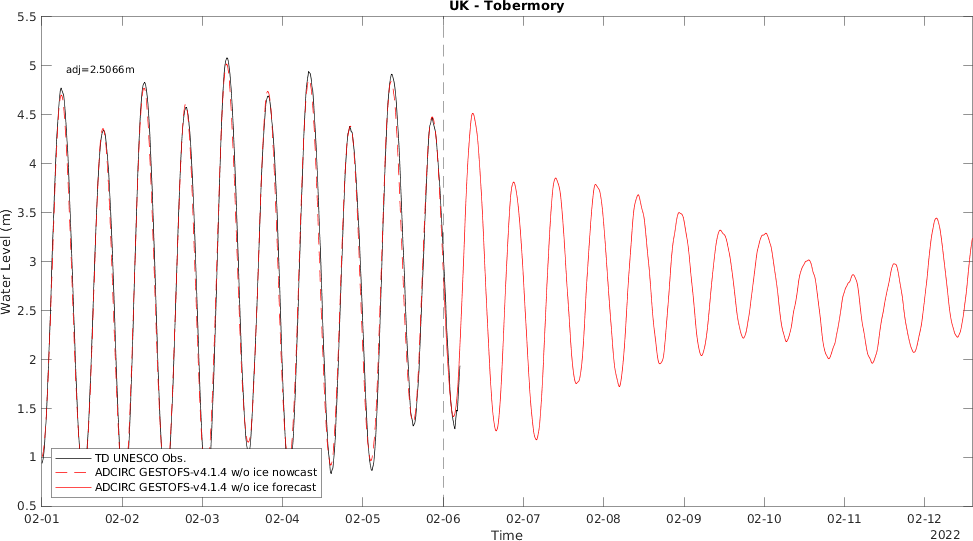 UK - Tobermory
5.5
5
4.5
4
3.5
3
2.5
2
1.5
1
0.5
Water Level (m)
adj=2.5066m
TD UNESCO Obs.
ADCIRC GESTOFS-v4.1.4 w/o ice nowcast
ADCIRC GESTOFS-v4.1.4 w/o ice forecast
02-01 02-02 02-03 02-04 02-05 02-06 02-07 02-08 02-09 02-10 02-11 02-12
Time
2022